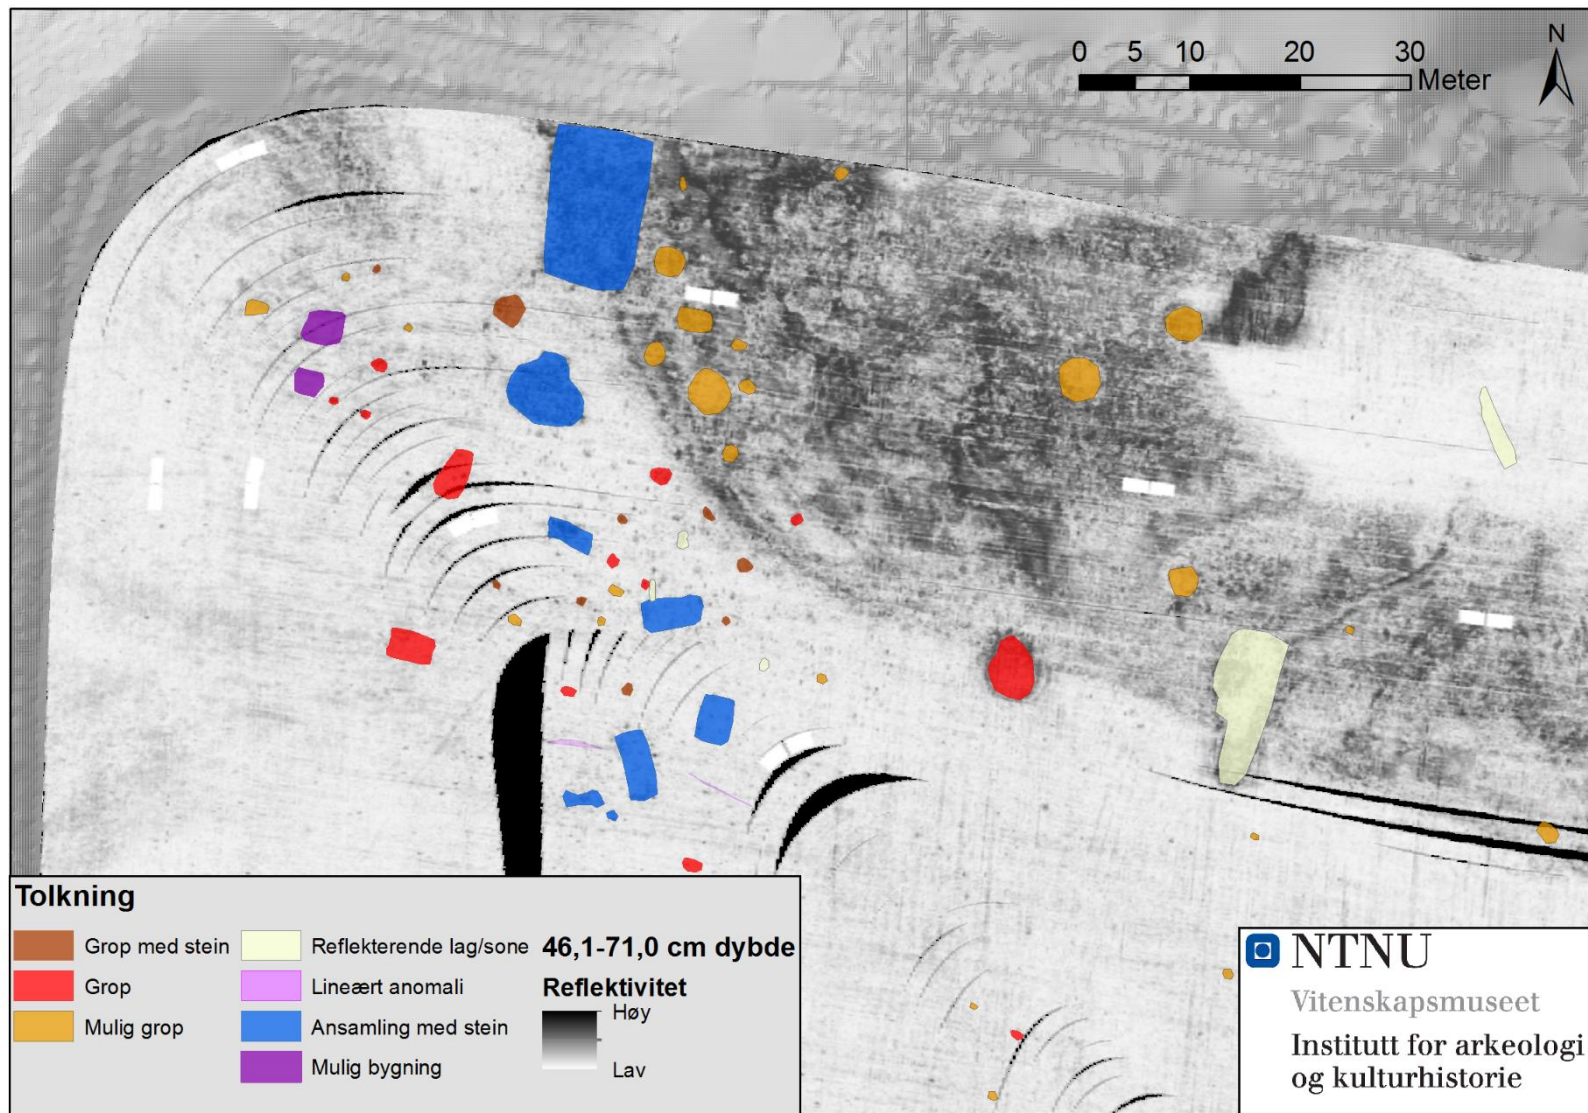 0 5 10 20 30
Meter
N
Tolkning
Grop med stein
Grop
Mulig grop
Reflekterende lag/sone
Lineært anomali
Ansamling med stein
Mulig bygning
46,1-71,0 cm dybde
Reflektivitet
Høy
Lav
NTNU
Vitenskapsmuseet
Institutt for arkeologi
og kulturhistorie